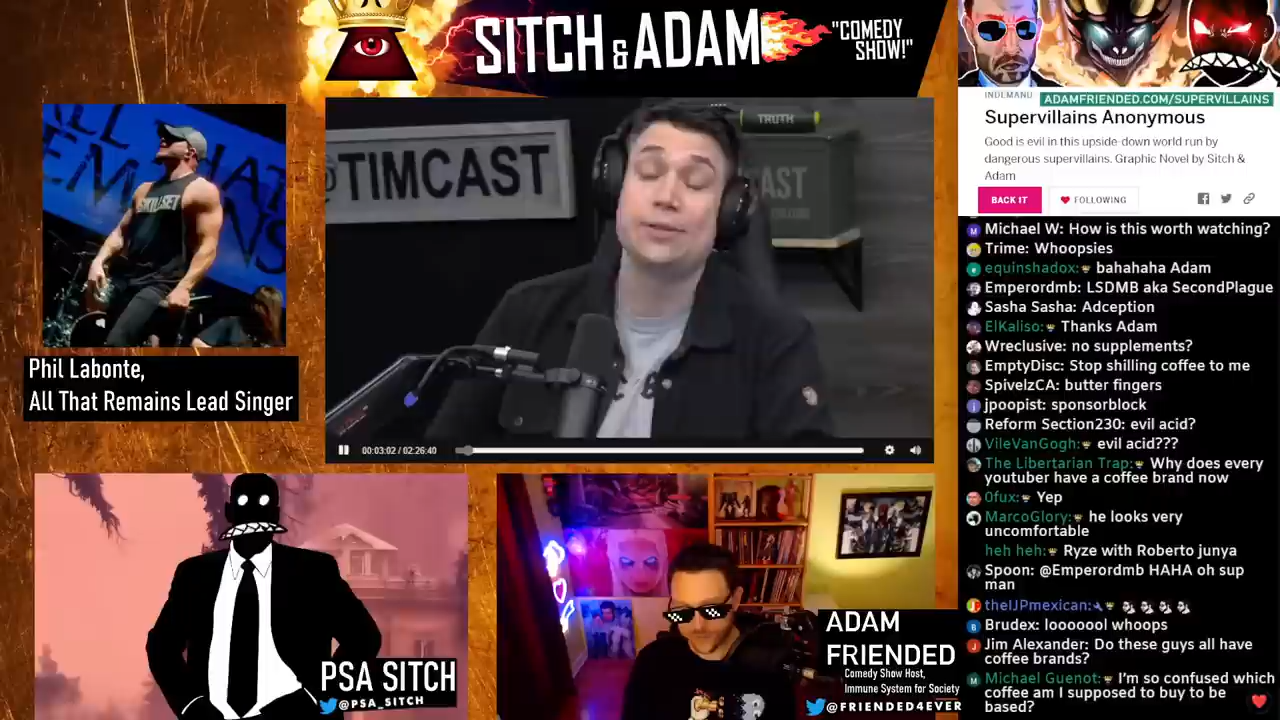 SITCH & ADAM
"COMEDY
SHOW!"
TRUTH
@TIMCAST
CAST
ALL THAT
REMAINS
SKILLSET
Phil Labonte,
All That Remains Lead Singer
00:03:02 / 02:26:40
PSA SITCH
@PSA_SITCH
ADAM
FRIENDED
Comedy Show Host,
Immune System for Society
@FRIENDED4EVER
INDEMAND
ADAMFRIENDED.COM/SUPERVILLAINS
Supervillains Anonymous
Good is evil in this upside-down world run by
dangerous supervillains. Graphic Novel by Sitch &
Adam
BACK IT
FOLLOWING
Michael W: How is this worth watching?
Trime: Whoopsies
equinshadox: bahahaha Adam
Emperordmb: LSDMB aka SecondPlague
Sasha Sasha: Adception
ElKaliso: Thanks Adam
Wreclusive: no supplements?
EmptyDisc: Stop shilling coffee to me
SpivelzCA: butter fingers
jpoopist: sponsorblock
Reform Section230: evil acid?
VileVanGogh: evil acid???
The Libertarian Trap: Why does every
youtuber have a coffee brand now
0fux: Yep
MarcoGlory: he looks very
uncomfortable
heh heh: Ryze with Roberto junya
Spoon: @Emperordmb HAHA oh sup
man
theIJPmexican:
Brudex: looooool whoops
Jim Alexander: Do these guys all have
coffee brands?
Michael Guenot: I'm so confused which
coffee am I supposed to buy to be
based?